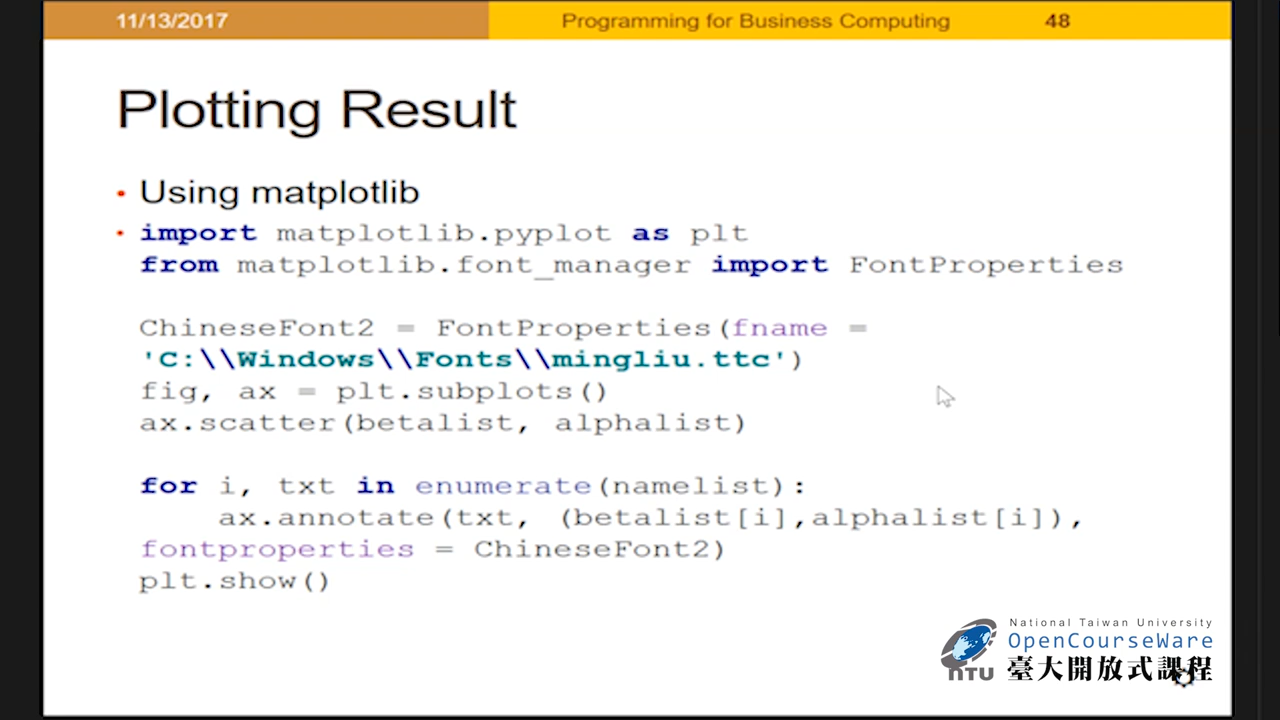 11/13/2017 Programming for Business Computing 48
Plotting Result
• Using matplotlib
• import matplotlib.pyplot as plt
from matplotlib.font_manager import FontProperties
ChineseFont2 = FontProperties(fname =
'C:\\Windows\\Fonts\\mingliu.ttc')
fig, ax = plt.subplots()
ax.scatter(betalist, alphalist)
for i, txt in enumerate(namelist):
ax.annotate(txt, (betalist[i],alphalist[i]),
fontproperties = ChineseFont2)
plt.show()
National Taiwan University
OpenCourseWare
NTU 臺大開放式課程